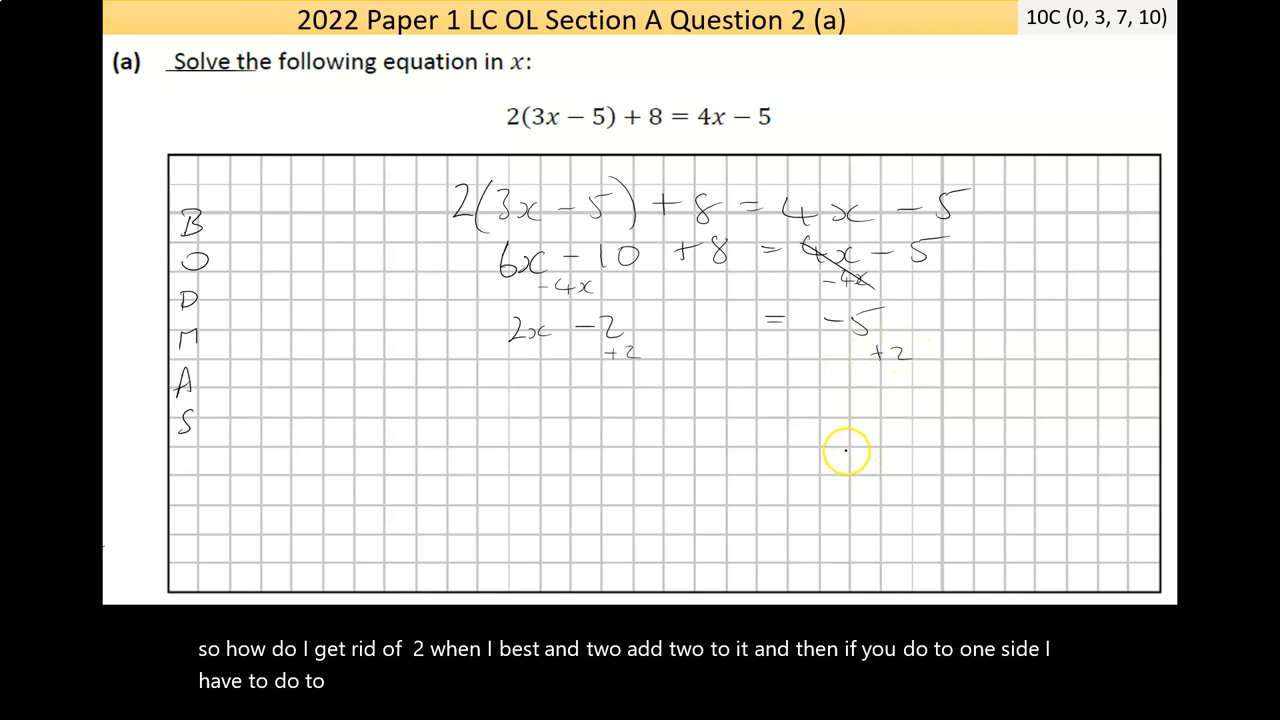 2022 Paper 1 LC OL Section A Question 2 (a)
10C (0, 3, 7, 10)
(a) Solve the following equation in x:
2(3x − 5) + 8 = 4x − 5
2(3x − 5) + 8 = 4x − 5
B
6x − 10 + 8 = 4x − 5
O
− 4x − 4x
D
2x − 2 = − 5
M
+ 2 + 2
A
S
so how do I get rid of 2 when I best and two add two to it and then if you do to one side I
have to do to